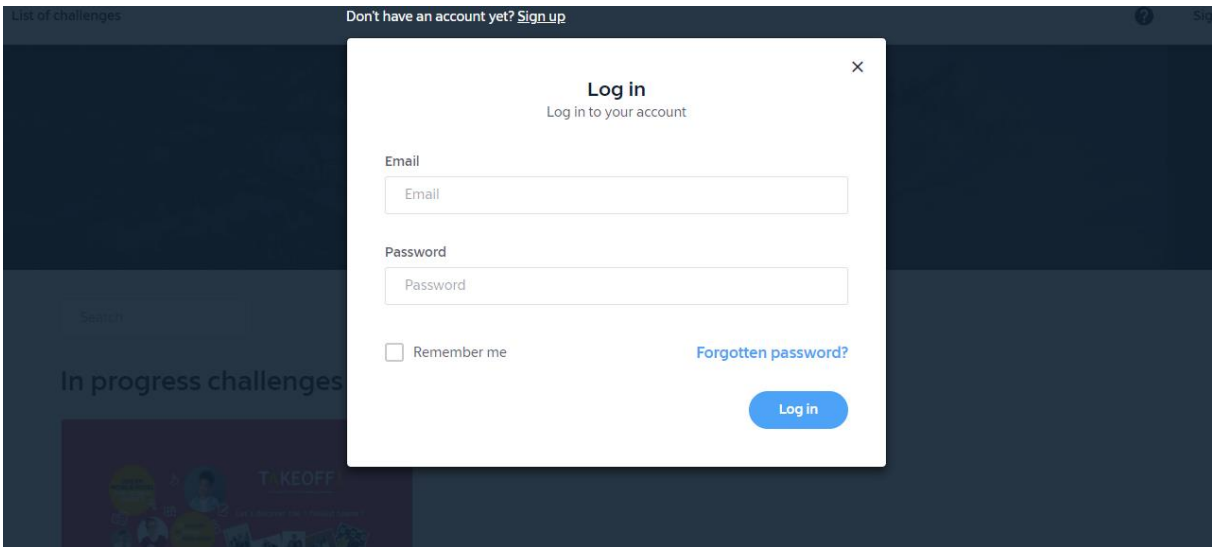 List of challenges
Don't have an account yet? Sign up
Log in
Log in to your account
Email
Email
Password
Password
Search
Remember me
Forgotten password?
In progress challenges
Log in
TAKEOFF